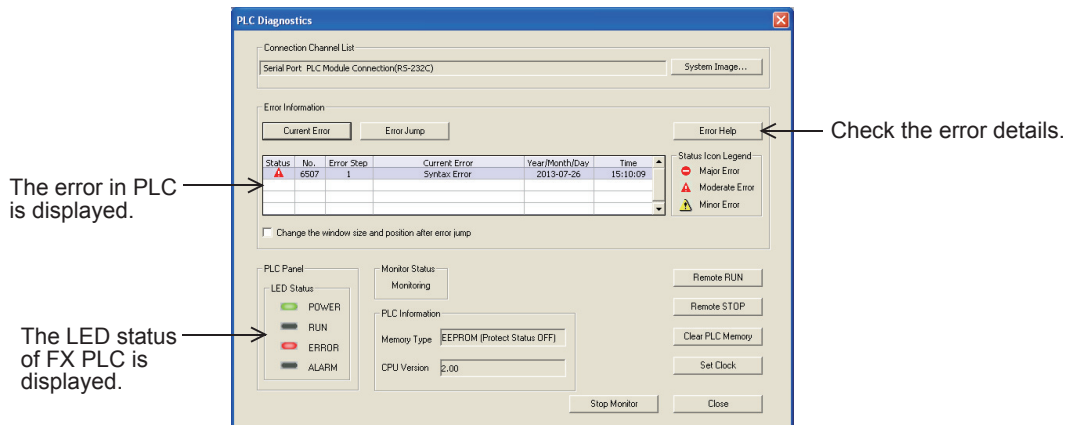 PLC Diagnostics
Connection Channel List
Serial Port PLC Module Connection(RS-232C)
System Image...
Error Information
Current Error
Error Jump
Error Help
Check the error details.
Status No. Error Step Current Error Year/Month/Day Time
6507 1 Syntax Error 2013-07-26 15:10:09
Status Icon Legend
Major Error
Moderate Error
Minor Error
The error in PLC
is displayed.
Change the window size and position after error jump
PLC Panel
LED Status
POWER
RUN
ERROR
ALARM
The LED status
of FX PLC is
displayed.
Monitor Status
Monitoring
PLC Information
Memory Type EEPROM (Protect Status OFF)
CPU Version 2.00
Remote RUN
Remote STOP
Clear PLC Memory
Set Clock
Stop Monitor
Close